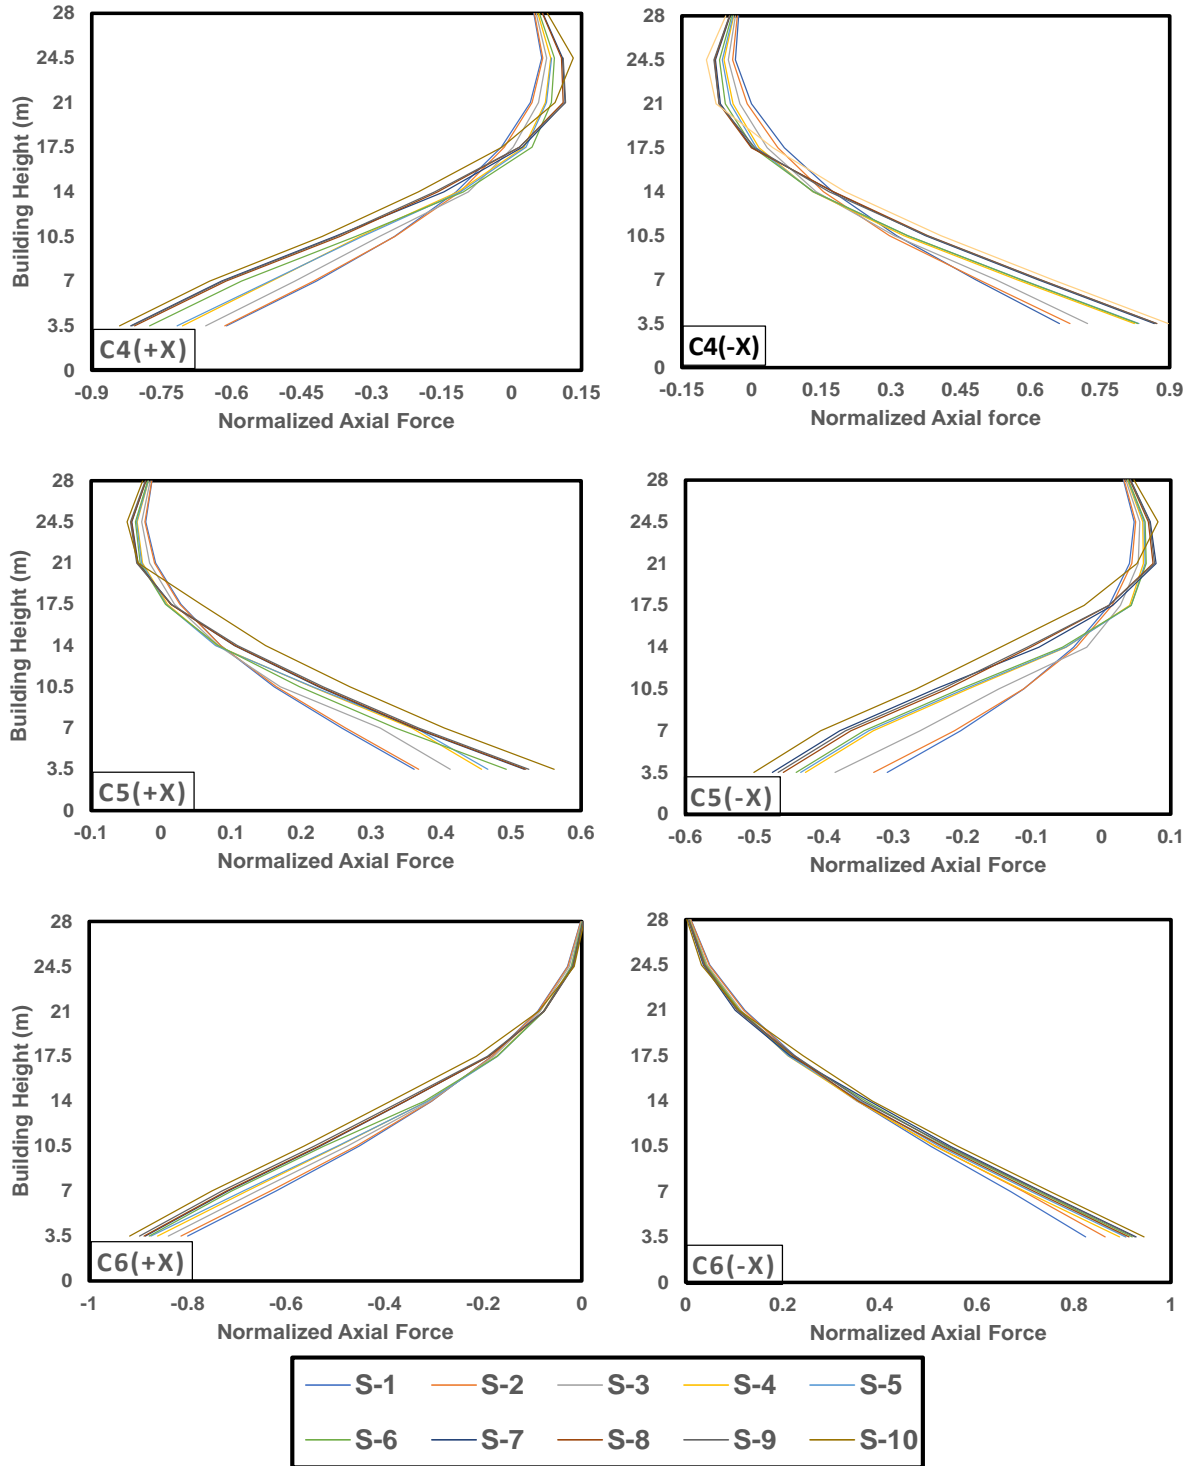 28
24.5
21
17.5
14
10.5
7
3.5
0
Building Height (m)
C4(+X)
-0.9 -0.75 -0.6 -0.45 -0.3 -0.15 0 0.15
Normalized Axial Force
28
24.5
21
17.5
14
10.5
7
3.5
0
C4(-X)
-0.15 0 0.15 0.3 0.45 0.6 0.75 0.9
Normalized Axial force
28
24.5
21
17.5
14
10.5
7
3.5
0
Building Height (m)
C5(+X)
-0.1 0 0.1 0.2 0.3 0.4 0.5 0.6
Normalized Axial Force
28
24.5
21
17.5
14
10.5
7
3.5
0
C5(-X)
-0.6 -0.5 -0.4 -0.3 -0.2 -0.1 0 0.1
Normalized Axial Force
28
24.5
21
17.5
14
10.5
7
3.5
0
Building Height (m)
C6(+X)
-1 -0.8 -0.6 -0.4 -0.2 0
Normalized Axial Force
28
24.5
21
17.5
14
10.5
7
3.5
0
C6(-X)
0 0.2 0.4 0.6 0.8 1
Normalized Axial Force
S-1 S-2 S-3 S-4 S-5
S-6 S-7 S-8 S-9 S-10